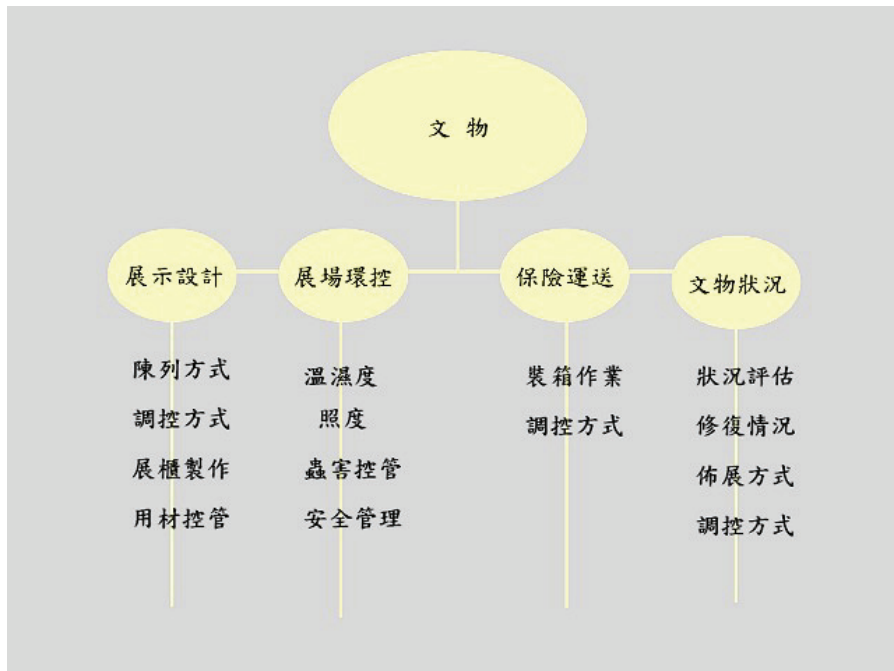 文物
展示設計
陳列方式
調控方式
展櫃製作
用材控管
展場環控
溫濕度
照度
蟲害控管
安全管理
保險運送
裝箱作業
調控方式
文物狀況
狀況評估
修復情況
佈展方式
調控方式